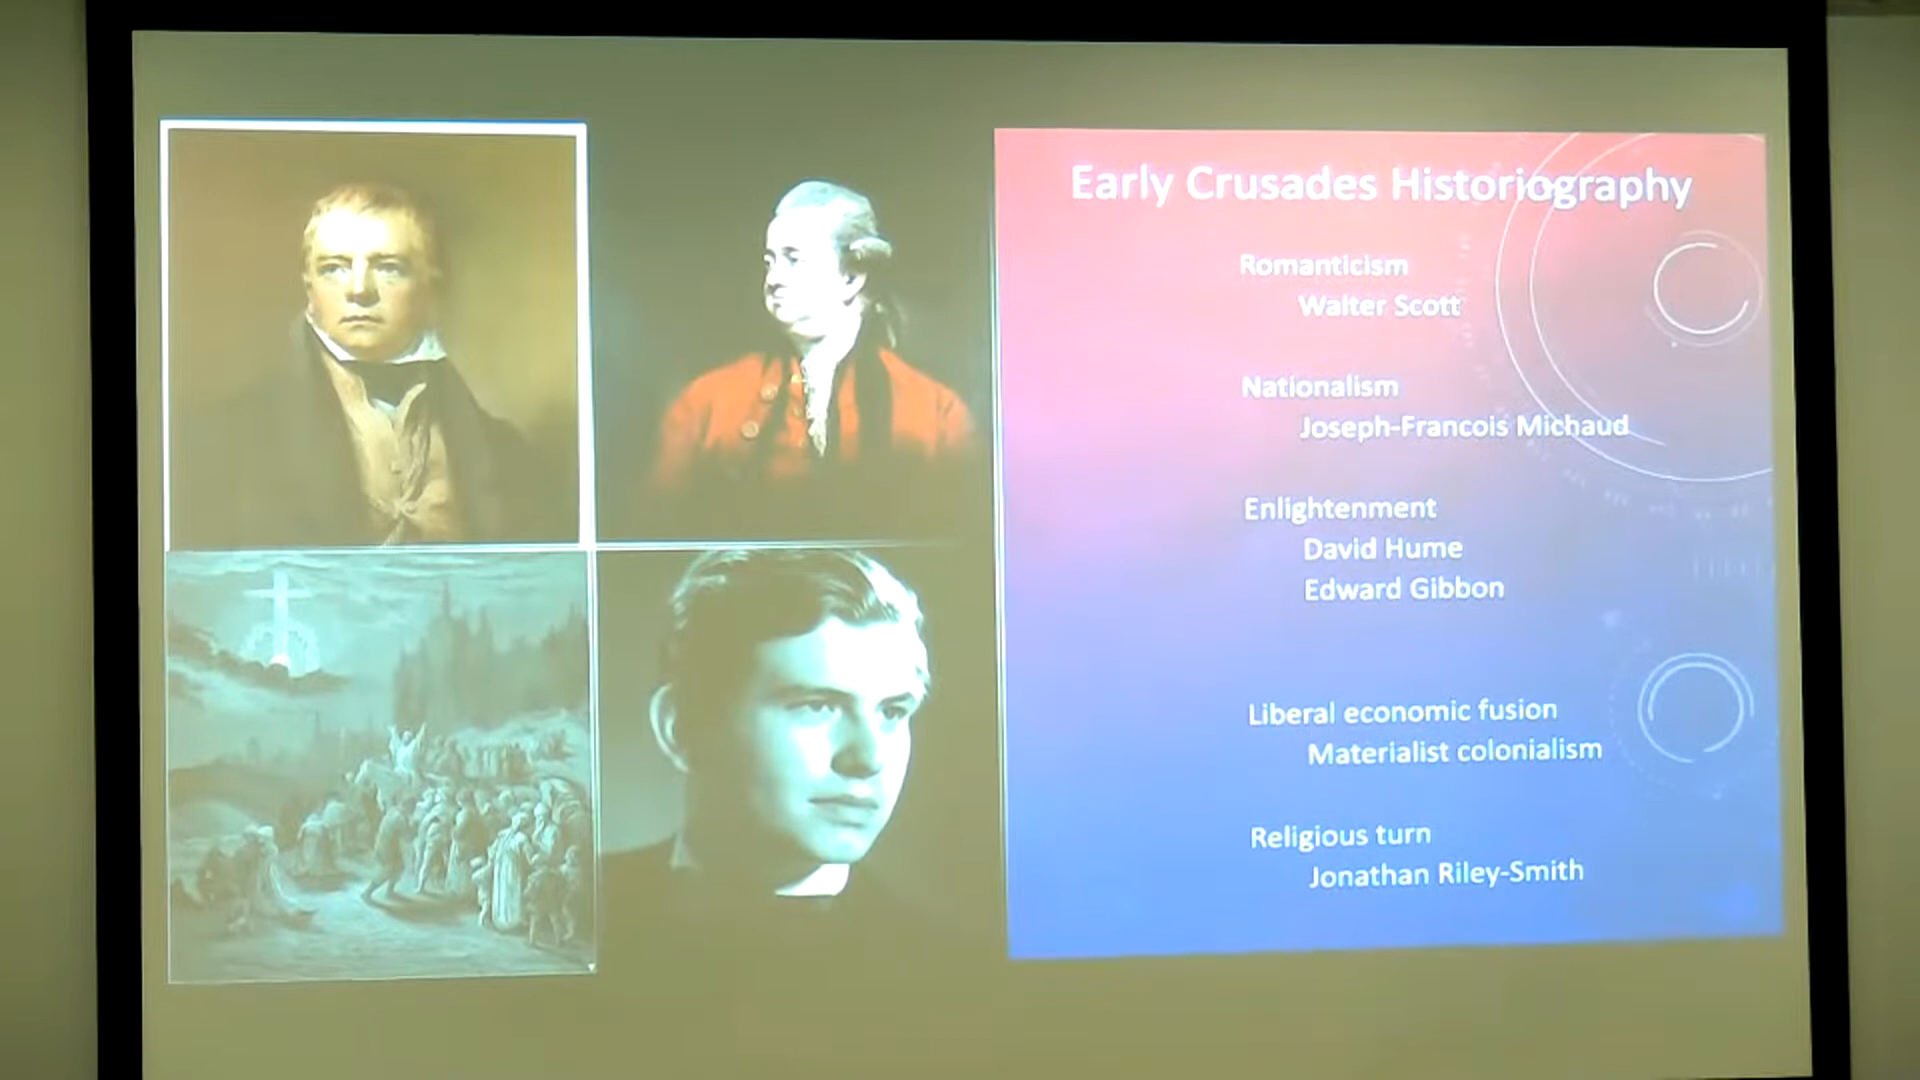 Early Crusades Historiography
Romanticism
Walter Scott
Nationalism
Joseph-Francois Michaud
Enlightenment
David Hume
Edward Gibbon
Liberal economic fusion
Materialist colonialism
Religious turn
Jonathan Riley-Smith